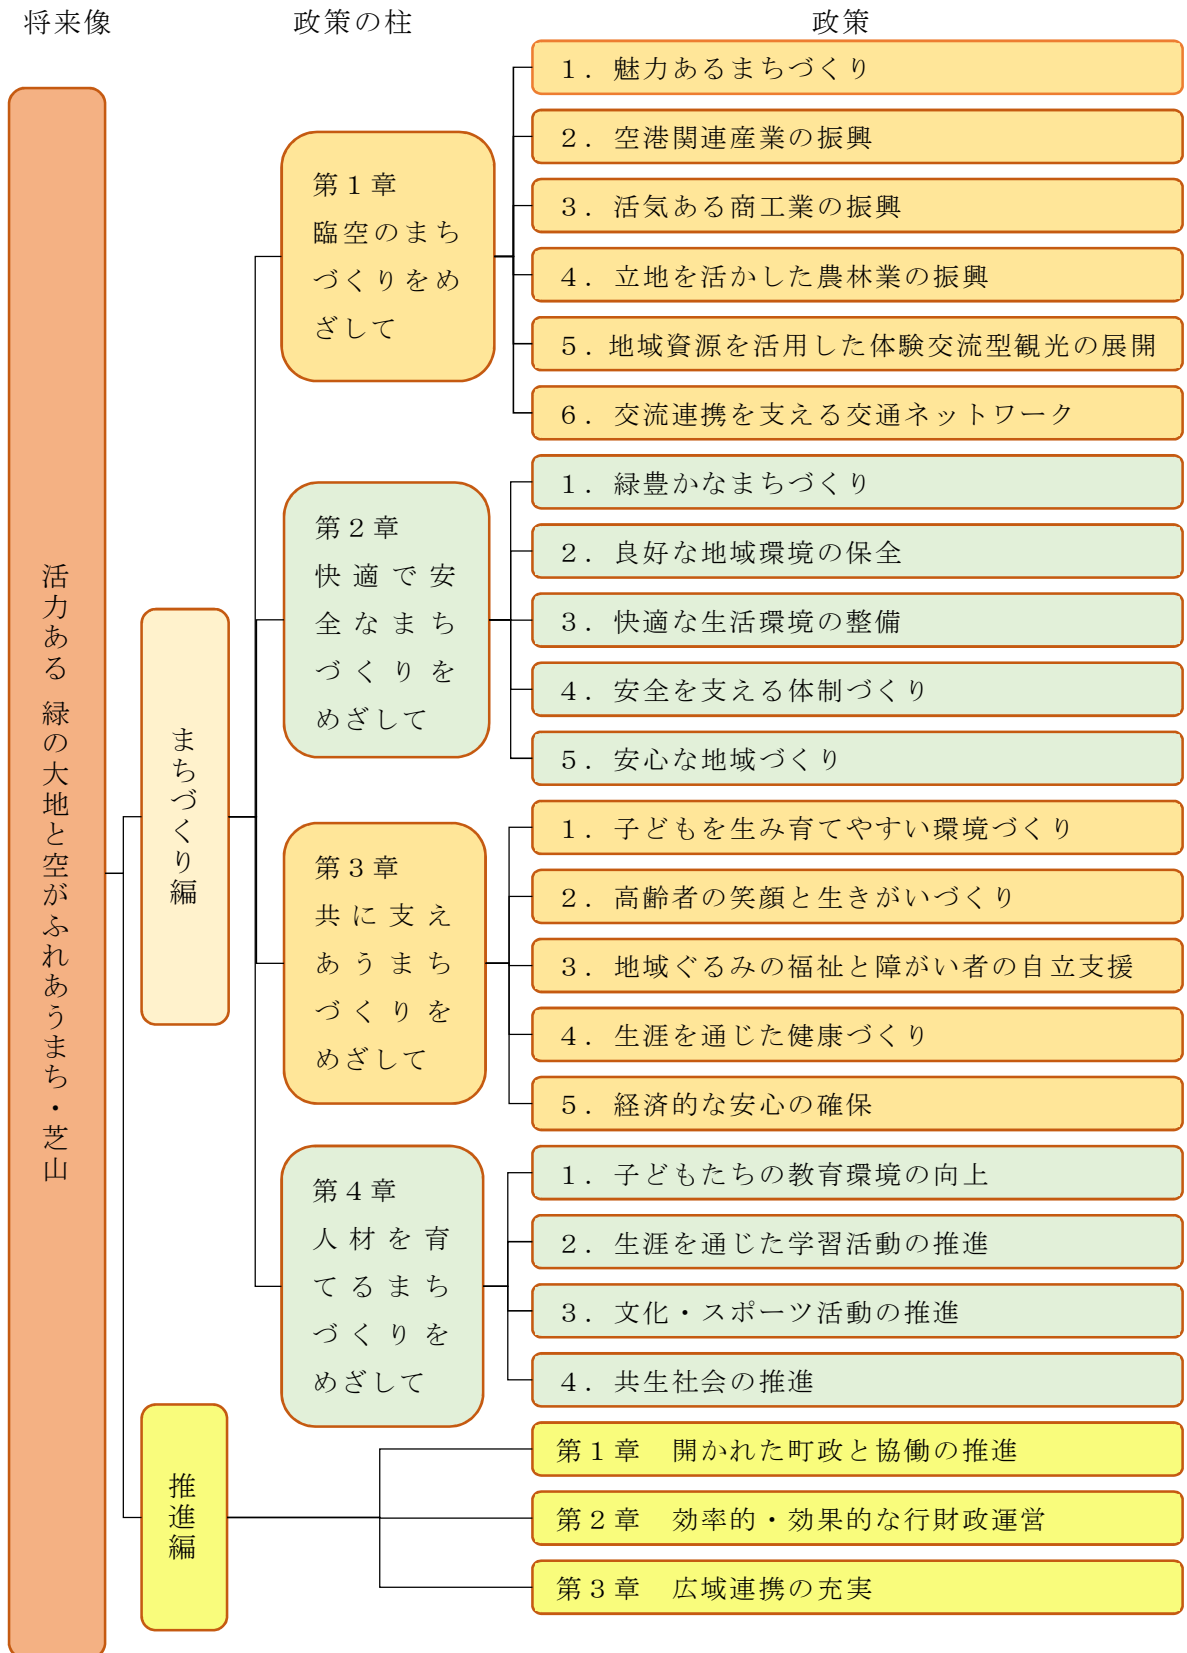 将来像
政策の柱
政策
活力ある 緑の大地と空がふれあうまち・芝山
まちづくり編
第１章
臨空のまち
づくりをめ
ざして
１．魅力あるまちづくり
２．空港関連産業の振興
３．活気ある商工業の振興
４．立地を活かした農林業の振興
５．地域資源を活用した体験交流型観光の展開
６．交流連携を支える交通ネットワーク
第２章
快適で安
全なまち
づくりを
めざして
１．緑豊かなまちづくり
２．良好な地域環境の保全
３．快適な生活環境の整備
４．安全を支える体制づくり
５．安心な地域づくり
第３章
共に支え
あうまち
づくりを
めざして
１．子どもを生み育てやすい環境づくり
２．高齢者の笑顔と生きがいづくり
３．地域ぐるみの福祉と障がい者の自立支援
４．生涯を通じた健康づくり
５．経済的な安心の確保
第４章
人材を育
てるまち
づくりを
めざして
１．子どもたちの教育環境の向上
２．生涯を通じた学習活動の推進
３．文化・スポーツ活動の推進
４．共生社会の推進
推進編
第１章　開かれた町政と協働の推進
第２章　効率的・効果的な行財政運営
第３章　広域連携の充実